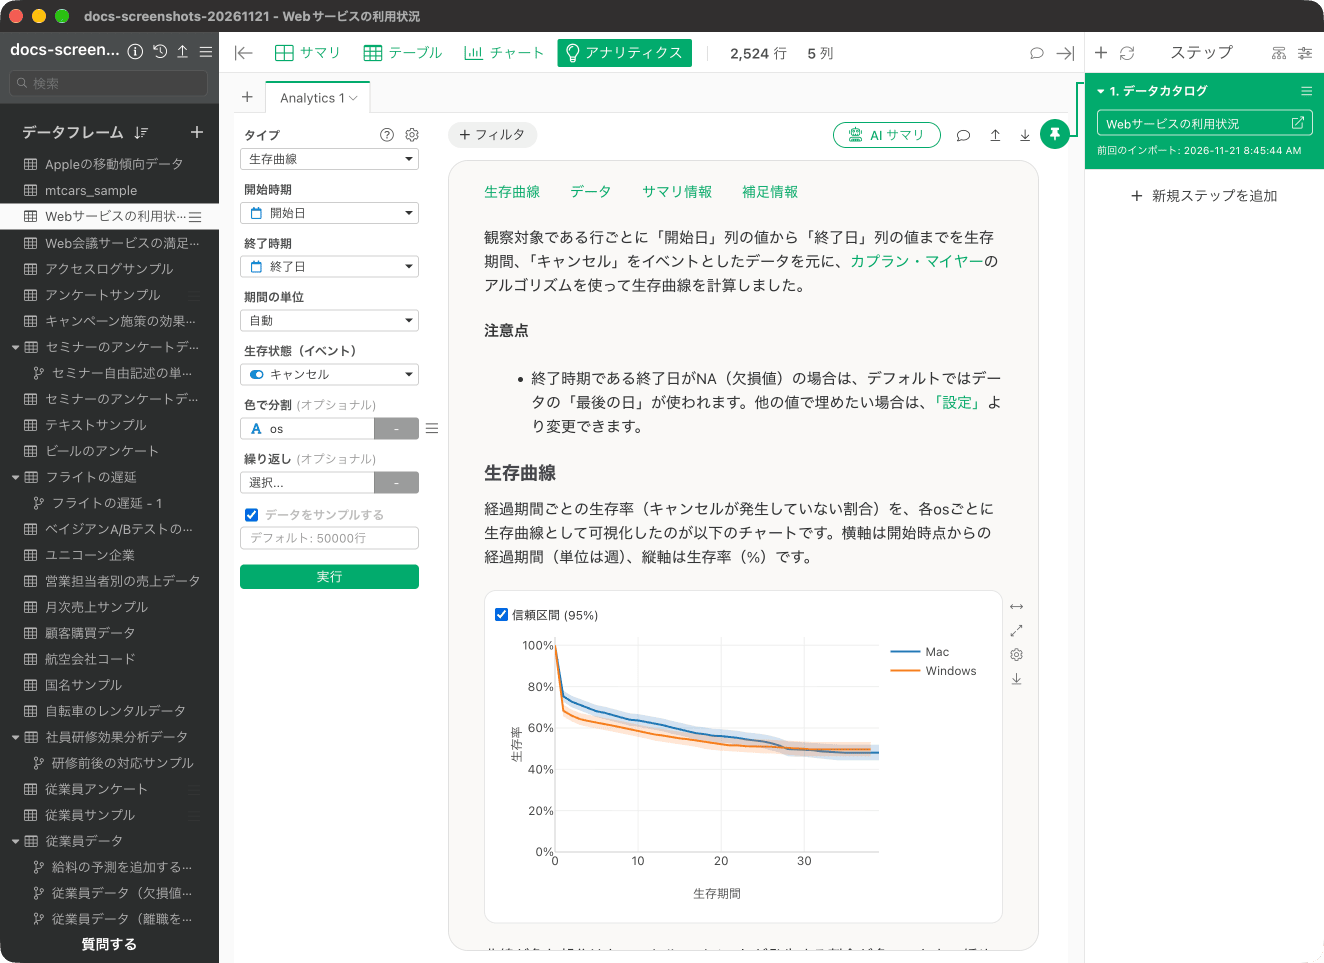 docs-screenshots-20261121 - Webサービスの利用状況
docs-screen...
検索
データフレーム
Appleの移動傾向データ
mtcars_sample
Webサービスの利用状...
Web会議サービスの満足...
アクセスログサンプル
アンケートサンプル
キャンペーン施策の効果...
セミナーのアンケートデ...
セミナー自由記述の単...
セミナーのアンケートデ...
テキストサンプル
ビールのアンケート
フライトの遅延
フライトの遅延 - 1
ベイジアンA/Bテストの...
ユニコーン企業
営業担当者別の売上データ
月次売上サンプル
顧客購買データ
航空会社コード
国名サンプル
自転車のレンタルデータ
社員研修効果分析データ
研修前後の対応サンプル
従業員アンケート
従業員サンプル
従業員データ
給料の予測を追加する...
従業員データ（欠損値...
従業員データ（離職を...
質問する
サマリ
テーブル
チャート
アナリティクス
2,524 行
5 列
Analytics 1
タイプ
生存曲線
開始時期
開始日
終了時期
終了日
期間の単位
自動
生存状態（イベント）
キャンセル
色で分割 (オプショナル)
A os
-
繰り返し (オプショナル)
選択...
-
データをサンプルする
デフォルト: 50000行
実行
+ フィルタ
AI サマリ
生存曲線 データ サマリ情報 補足情報
観察対象である行ごとに「開始日」列の値から「終了日」列の値までを生存
期間、「キャンセル」をイベントとしたデータを元に、カプラン・マイヤーの
アルゴリズムを使って生存曲線を計算しました。
注意点
• 終了時期である終了日がNA（欠損値）の場合は、デフォルトではデー
タの「最後の日」が使われます。他の値で埋めたい場合は、「設定」よ
り変更できます。
生存曲線
経過期間ごとの生存率（キャンセルが発生していない割合）を、各osごとに
生存曲線として可視化したのが以下のチャートです。横軸は開始時点からの
経過期間（単位は週）、縦軸は生存率（%）です。
信頼区間 (95%)
100%
80%
60%
40%
20%
0%
生存率
0 10 20 30
生存期間
Mac
Windows
ステップ
1. データカタログ
Webサービスの利用状況
前回のインポート: 2026-11-21 8:45:44 AM
+ 新規ステップを追加